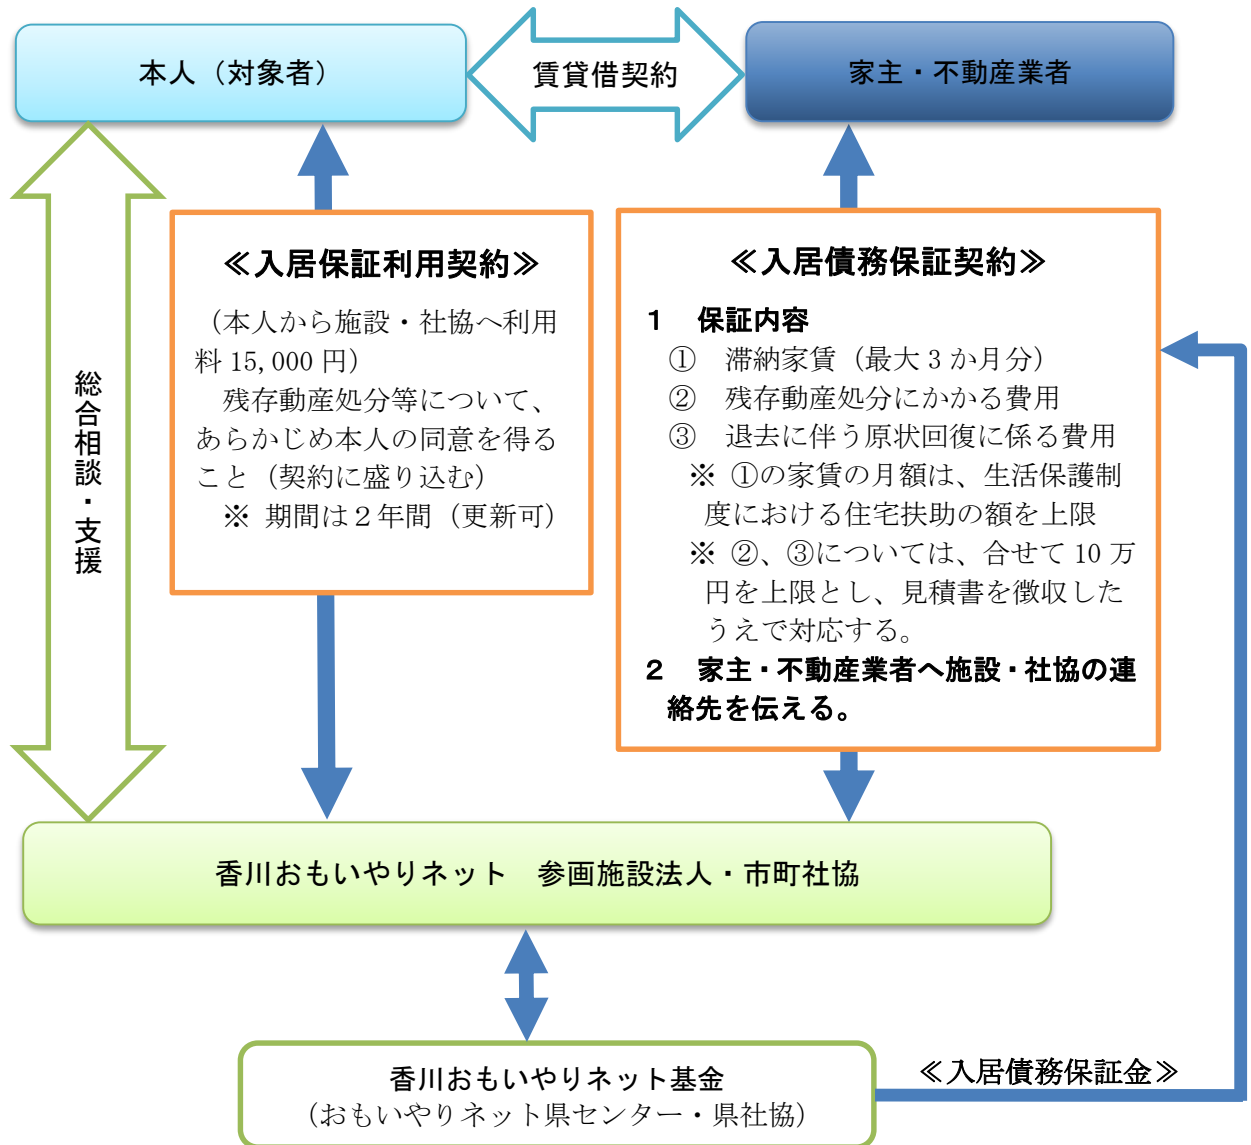 本人（対象者）
賃貸借契約
家主・不動産業者
総合相談・支援
≪入居保証利用契約≫
（本人から施設・社協へ利用
料 15,000 円）
残存動産処分等について、
あらかじめ本人の同意を得る
こと（契約に盛り込む）
※ 期間は２年間（更新可）
≪入居債務保証契約≫
１　保証内容
①　滞納家賃（最大 3 か月分）
②　残存動産処分にかかる費用
③　退去に伴う原状回復に係る費用
※ ①の家賃の月額は、生活保護制
度における住宅扶助の額を上限
※ ②、③については、合せて 10 万
円を上限とし、見積書を徴収した
うえで対応する。
２　家主・不動産業者へ施設・社協の連
絡先を伝える。
香川おもいやりネット　参画施設法人・市町社協
香川おもいやりネット基金
（おもいやりネット県センター・県社協）
≪入居債務保証金≫